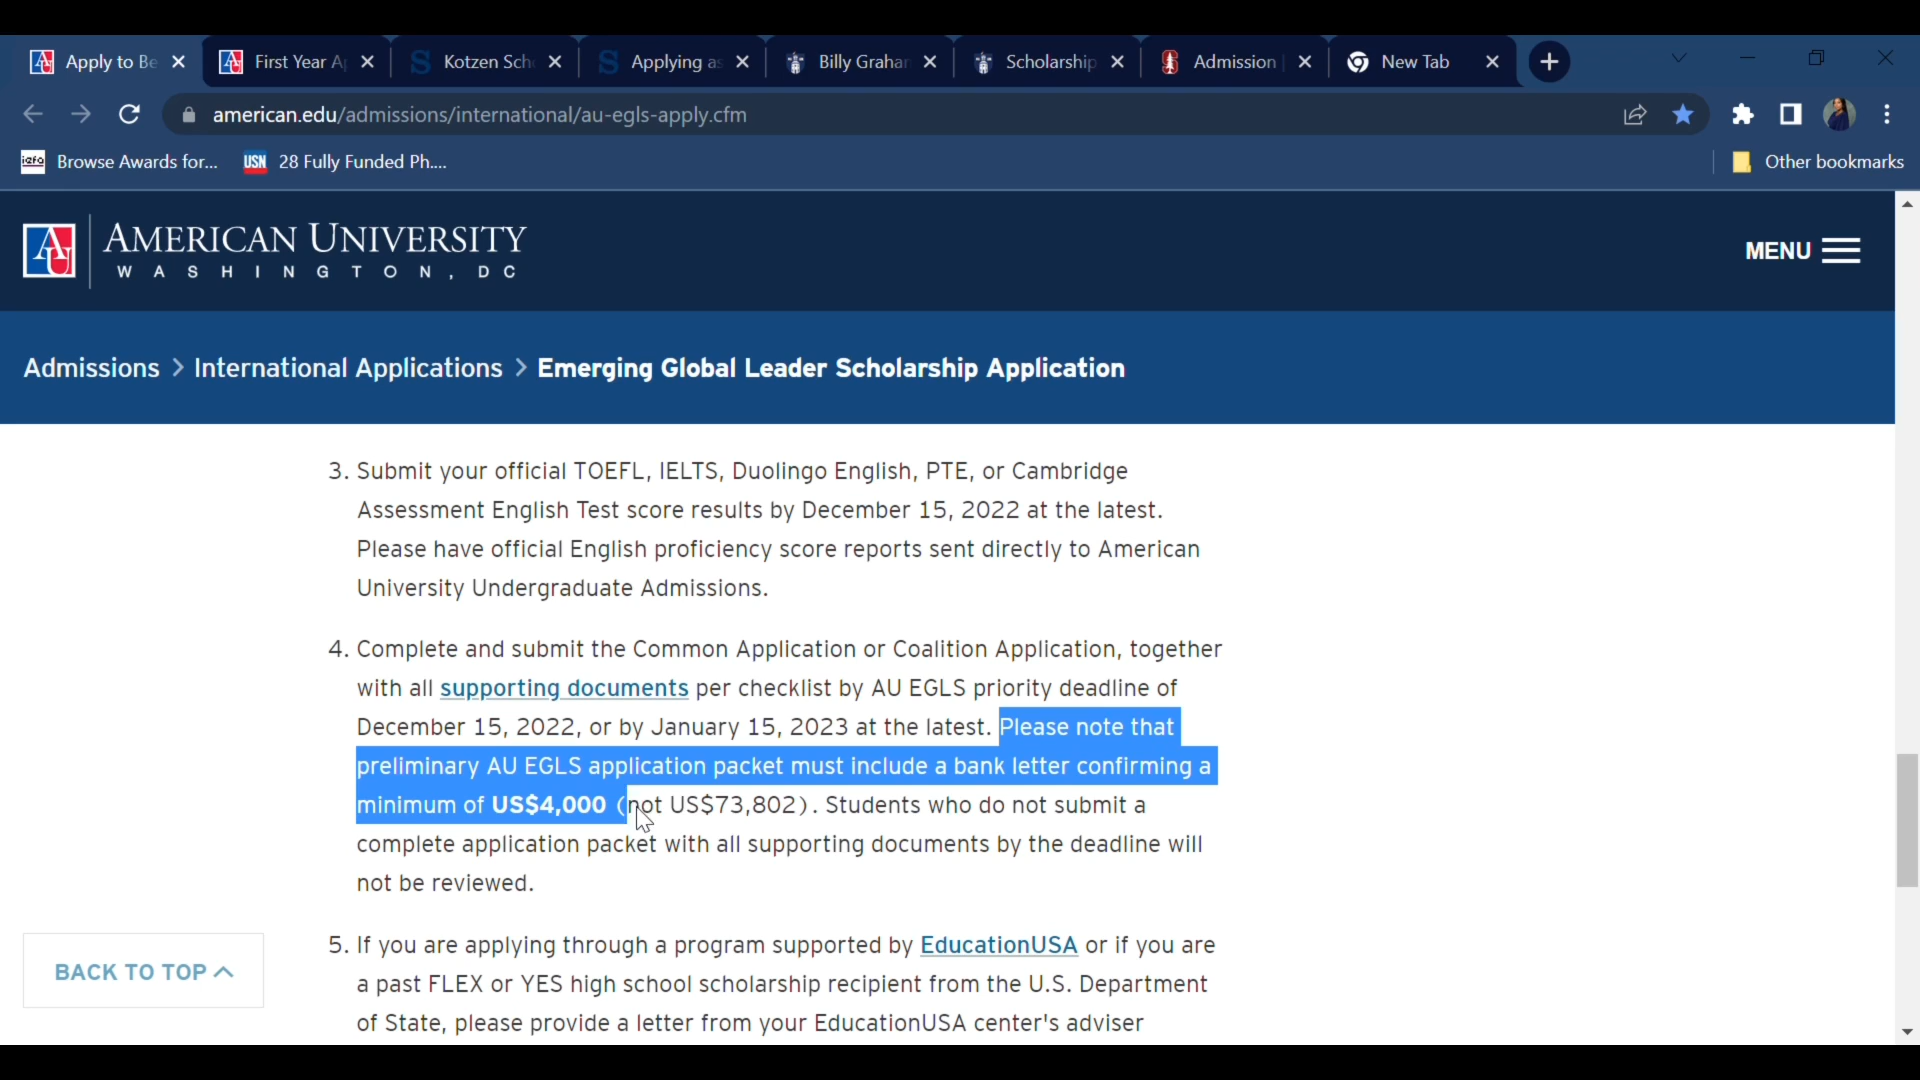 Apply to Be
First Year A
Kotzen Sch
Applying as
Billy Graham
Scholarship
Admission
New Tab
american.edu/admissions/international/au-egls-apply.cfm
iefa
Browse Awards for...
USN
28 Fully Funded Ph....
Other bookmarks
AU
AMERICAN UNIVERSITY
WASHINGTON, DC
MENU
Admissions > International Applications > Emerging Global Leader Scholarship Application
3. Submit your official TOEFL, IELTS, Duolingo English, PTE, or Cambridge
Assessment English Test score results by December 15, 2022 at the latest.
Please have official English proficiency score reports sent directly to American
University Undergraduate Admissions.
4. Complete and submit the Common Application or Coalition Application, together
with all supporting documents per checklist by AU EGLS priority deadline of
December 15, 2022, or by January 15, 2023 at the latest. Please note that
preliminary AU EGLS application packet must include a bank letter confirming a
minimum of US$4,000 (not US$73,802). Students who do not submit a
complete application packet with all supporting documents by the deadline will
not be reviewed.
5. If you are applying through a program supported by EducationUSA or if you are
a past FLEX or YES high school scholarship recipient from the U.S. Department
of State, please provide a letter from your EducationUSA center's adviser
BACK TO TOP